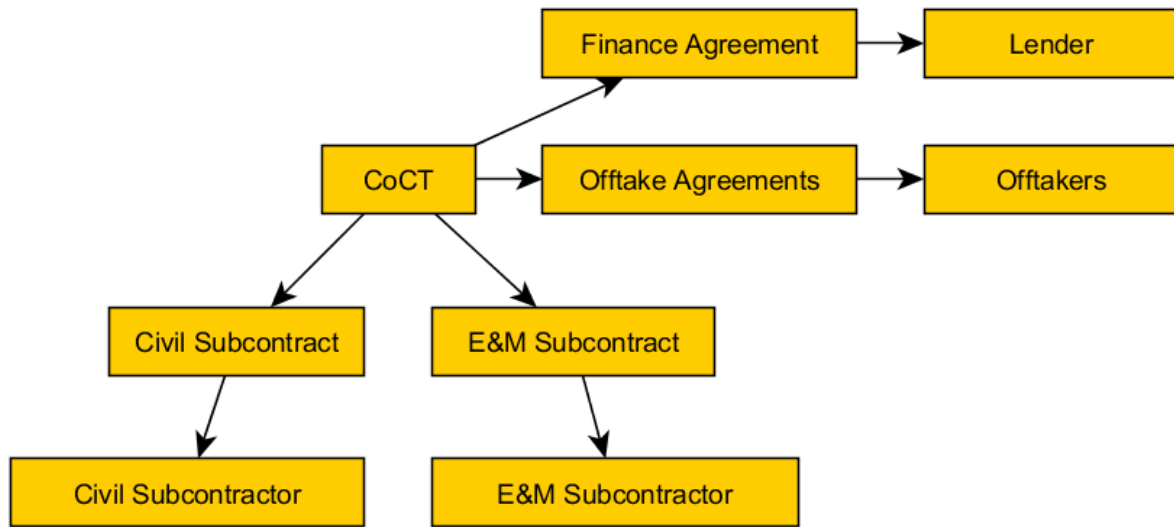 Finance Agreement
Lender
CoCT
Offtake Agreements
Offtakers
Civil Subcontract
E&M Subcontract
Civil Subcontractor
E&M Subcontractor